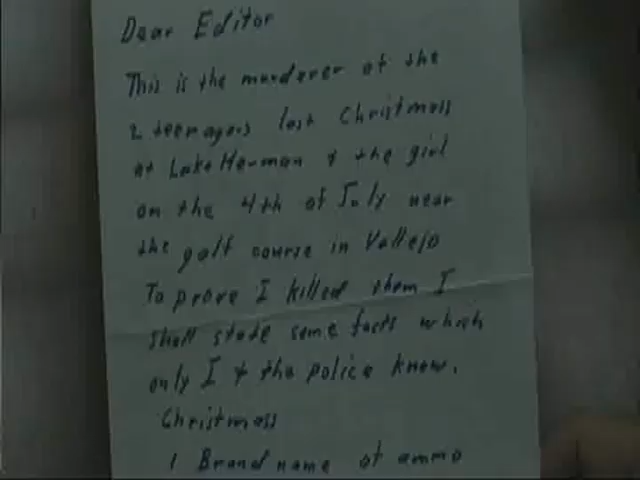 Dear Editor
This is the murderer of the
2 teenagers last Christmass
at Lake Herman & the girl
on the 4th of July near
the golf course in Vallejo
To prove I killed them I
shall state some facts which
only I & the police know.
Christmass
1 Brand name of ammo